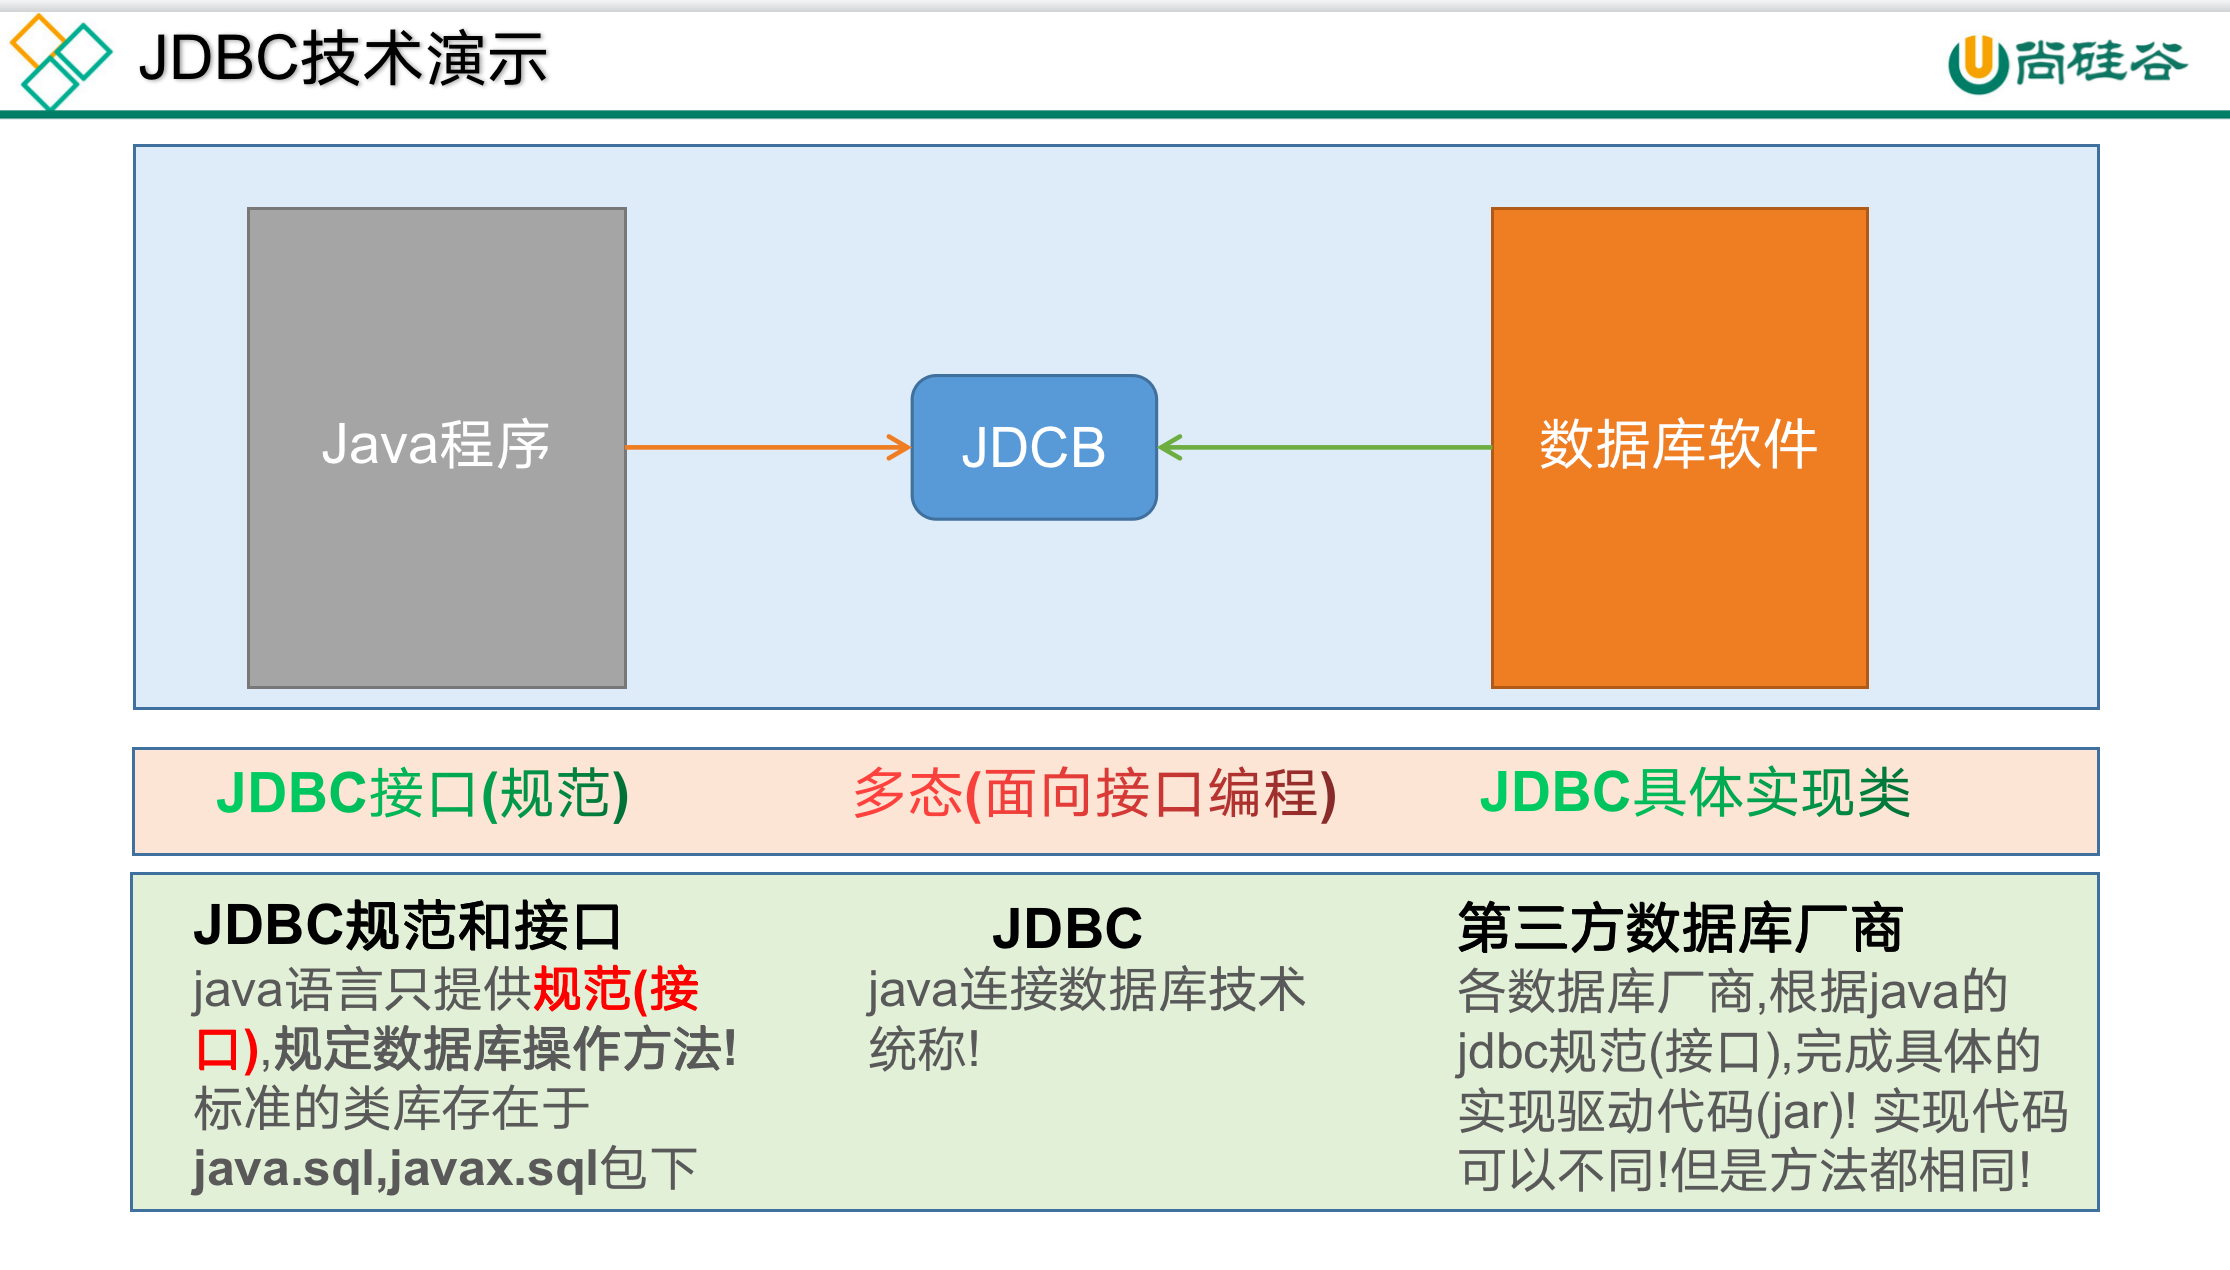 JDBC技术演示
尚硅谷
Java程序
JDCB
数据库软件
JDBC接口(规范)
多态(面向接口编程)
JDBC具体实现类
JDBC规范和接口
java语言只提供规范(接
口),规定数据库操作方法!
标准的类库存在于
java.sql,javax.sql包下
JDBC
java连接数据库技术
统称!
第三方数据库厂商
各数据库厂商,根据java的
jdbc规范(接口),完成具体的
实现驱动代码(jar)! 实现代码
可以不同!但是方法都相同!